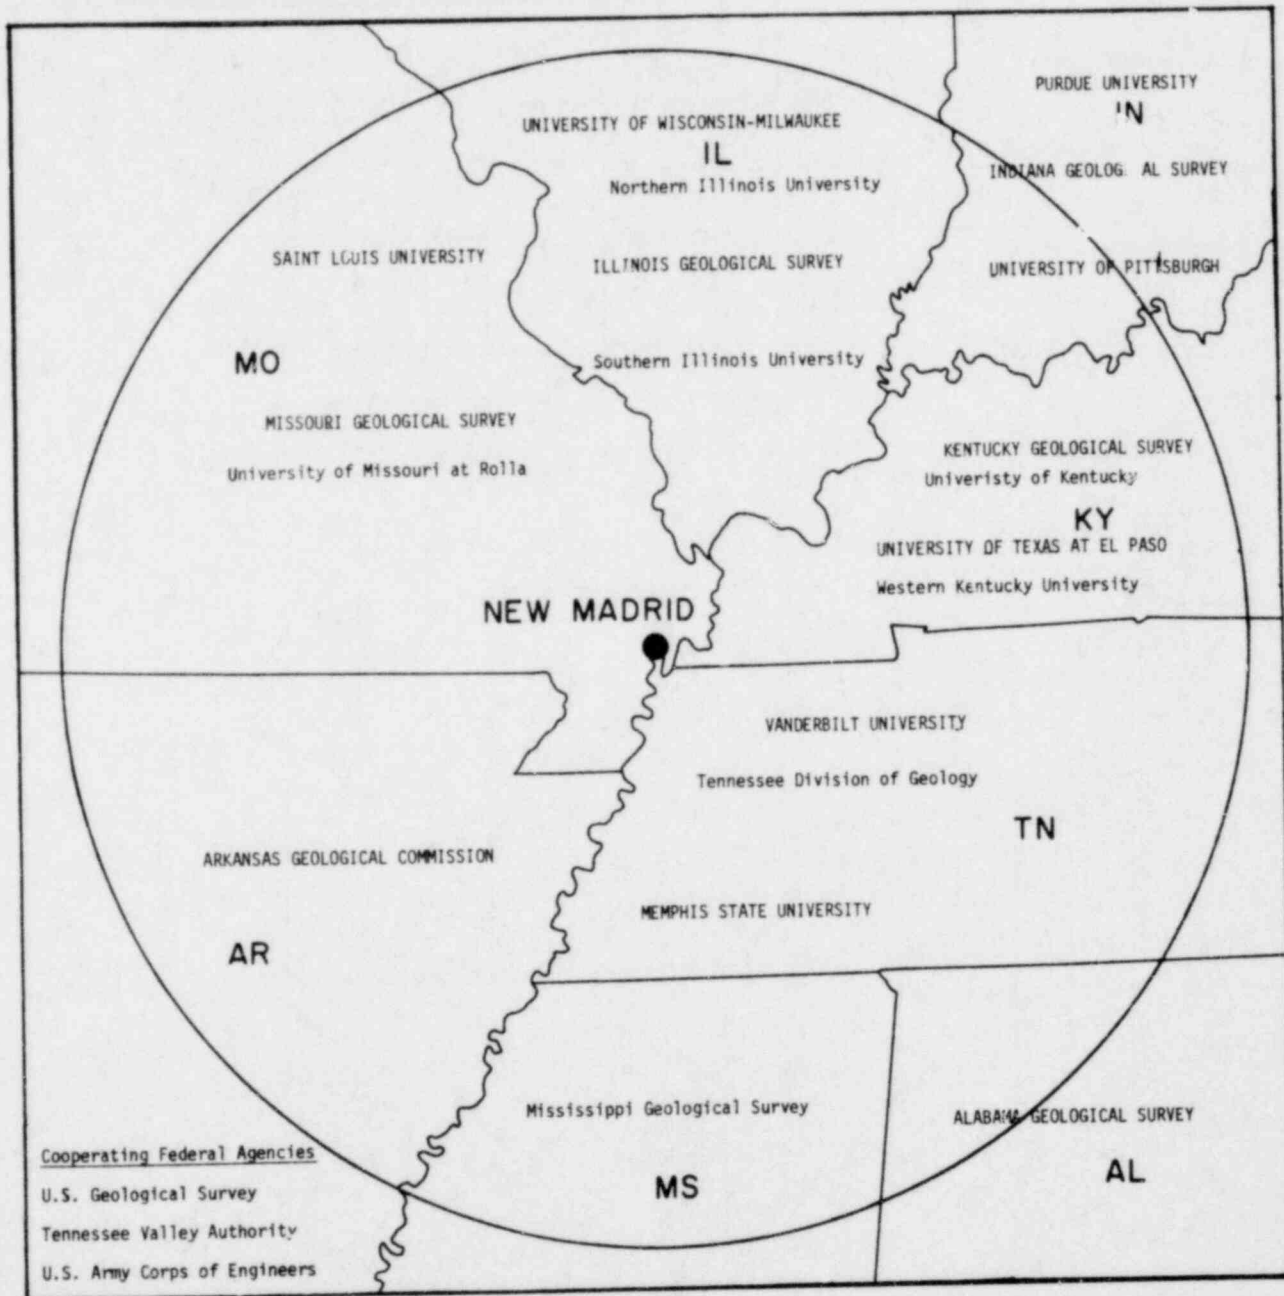 PURDUE UNIVERSITY
IN
UNIVERSITY OF WISCONSIN-MILWAUKEE
IL
Northern Illinois University
INDIANA GEOLOG AL SURVEY
SAINT LOUIS UNIVERSITY
ILLINOIS GEOLOGICAL SURVEY
UNIVERSITY OF PITTSBURGH
MO
Southern Illinois University
MISSOURI GEOLOGICAL SURVEY
University of Missouri at Rolla
KENTUCKY GEOLOGICAL SURVEY
Univeristy of Kentucky
KY
UNIVERSITY OF TEXAS AT EL PASO
Western Kentucky University
NEW MADRID
VANDERBILT UNIVERSITY
Tennessee Division of Geology
TN
ARKANSAS GEOLOGICAL COMMISSION
MEMPHIS STATE UNIVERSITY
AR
Mississippi Geological Survey
ALABAMA GEOLOGICAL SURVEY
MS
AL
Cooperating Federal Agencies
U.S. Geological Survey
Tennessee Valley Authority
U.S. Army Corps of Engineers